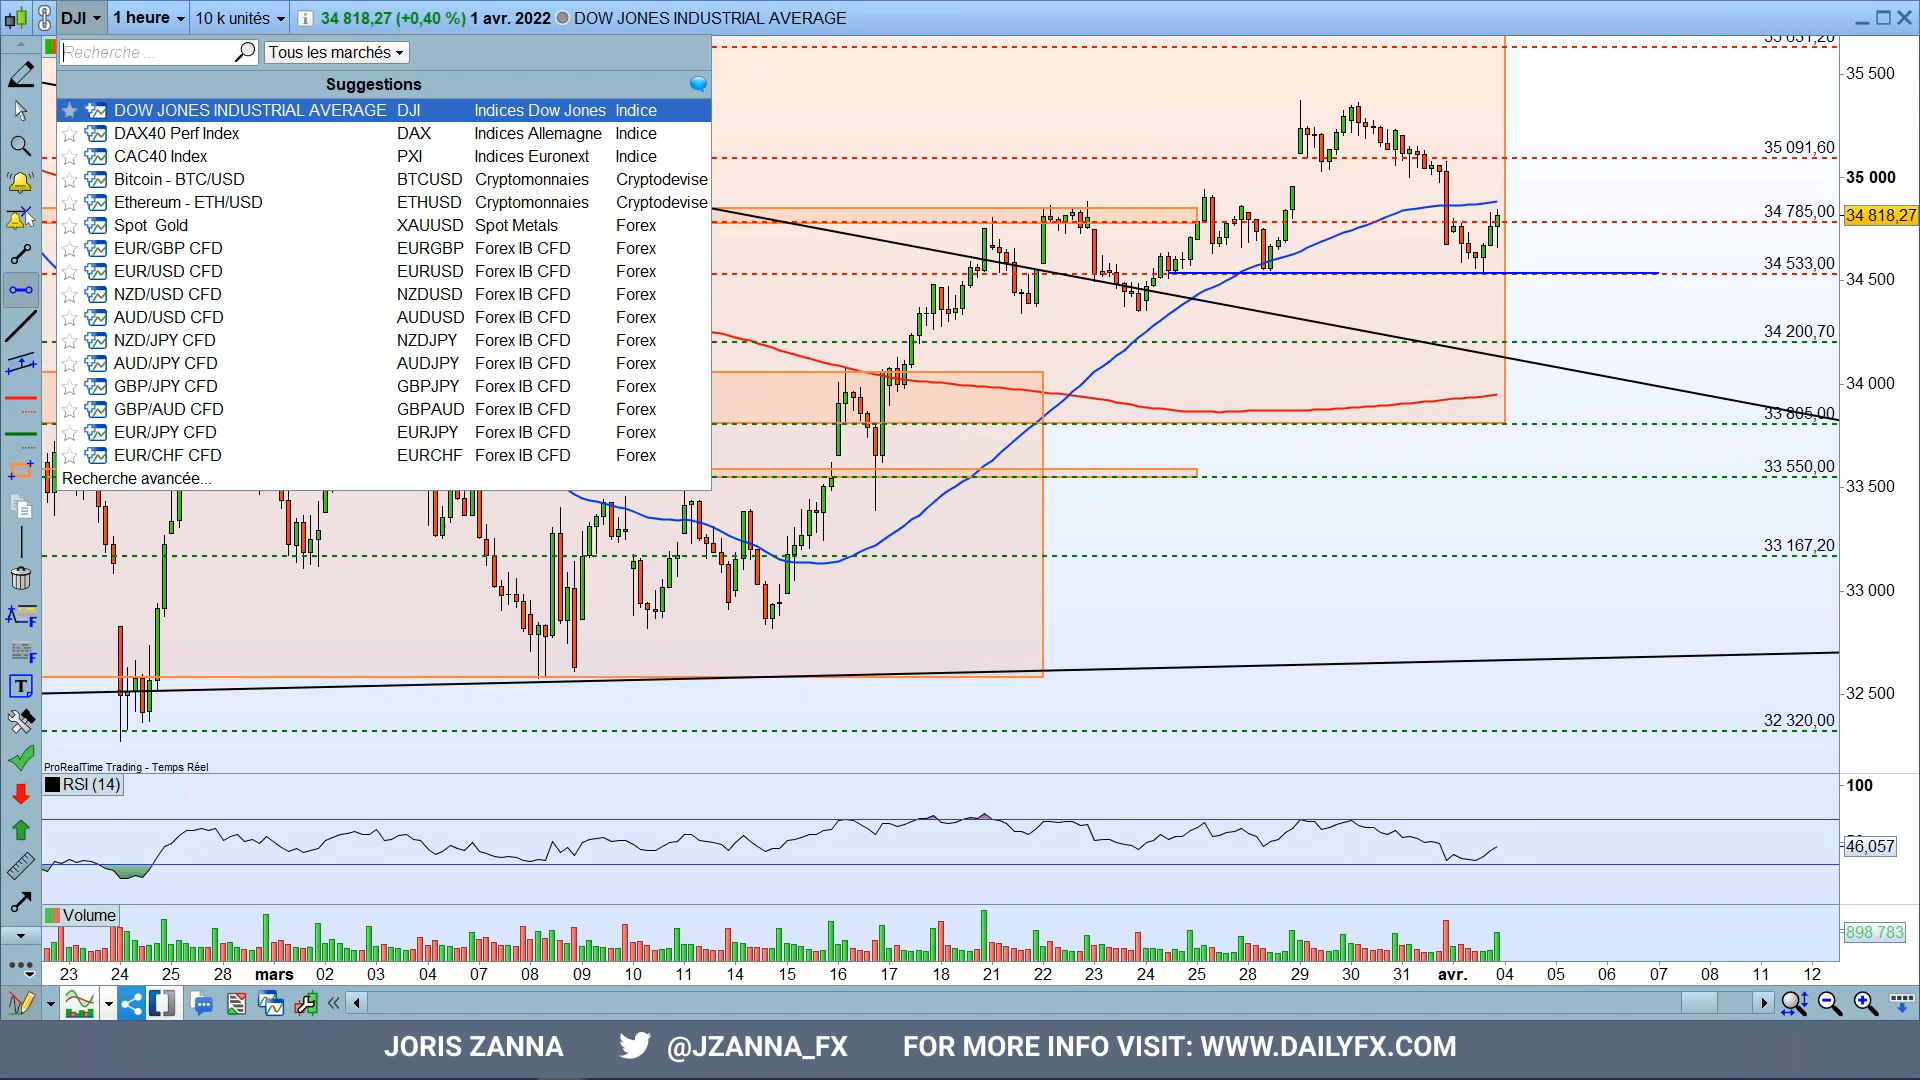 DJI 1 heure 10 k unités 34 818,27 (+0,40 %) 1 avr. 2022 DOW JONES INDUSTRIAL AVERAGE
Recherche ... Tous les marchés
Suggestions
DOW JONES INDUSTRIAL AVERAGE DJI Indices Dow Jones Indice
DAX40 Perf Index DAX Indices Allemagne Indice
CAC40 Index PXI Indices Euronext Indice
Bitcoin - BTC/USD BTCUSD Cryptomonnaies Cryptodevise
Ethereum - ETH/USD ETHUSD Cryptomonnaies Cryptodevise
Spot Gold XAUUSD Spot Metals Forex
EUR/GBP CFD EURGBP Forex IB CFD Forex
EUR/USD CFD EURUSD Forex IB CFD Forex
NZD/USD CFD NZDUSD Forex IB CFD Forex
AUD/USD CFD AUDUSD Forex IB CFD Forex
NZD/JPY CFD NZDJPY Forex IB CFD Forex
AUD/JPY CFD AUDJPY Forex IB CFD Forex
GBP/JPY CFD GBPJPY Forex IB CFD Forex
GBP/AUD CFD GBPAUD Forex IB CFD Forex
EUR/JPY CFD EURJPY Forex IB CFD Forex
EUR/CHF CFD EURCHF Forex IB CFD Forex
Recherche avancée...
35 500
35 091,60
35 000
34 785,00
34 818,27
34 533,00
34 500
34 200,70
34 000
33 805,00
33 550,00
33 500
33 167,20
33 000
32 500
32 320,00
ProRealTime Trading - Temps Réel
RSI (14)
100
46,057
Volume
898 783
23 24 25 28 mars 02 03 04 07 08 09 10 11 14 15 16 17 18 21 22 23 24 25 28 29 30 31 avr. 04 05 06 07 08 11 12
JORIS ZANNA @JZANNA_FX FOR MORE INFO VISIT: WWW.DAILYFX.COM